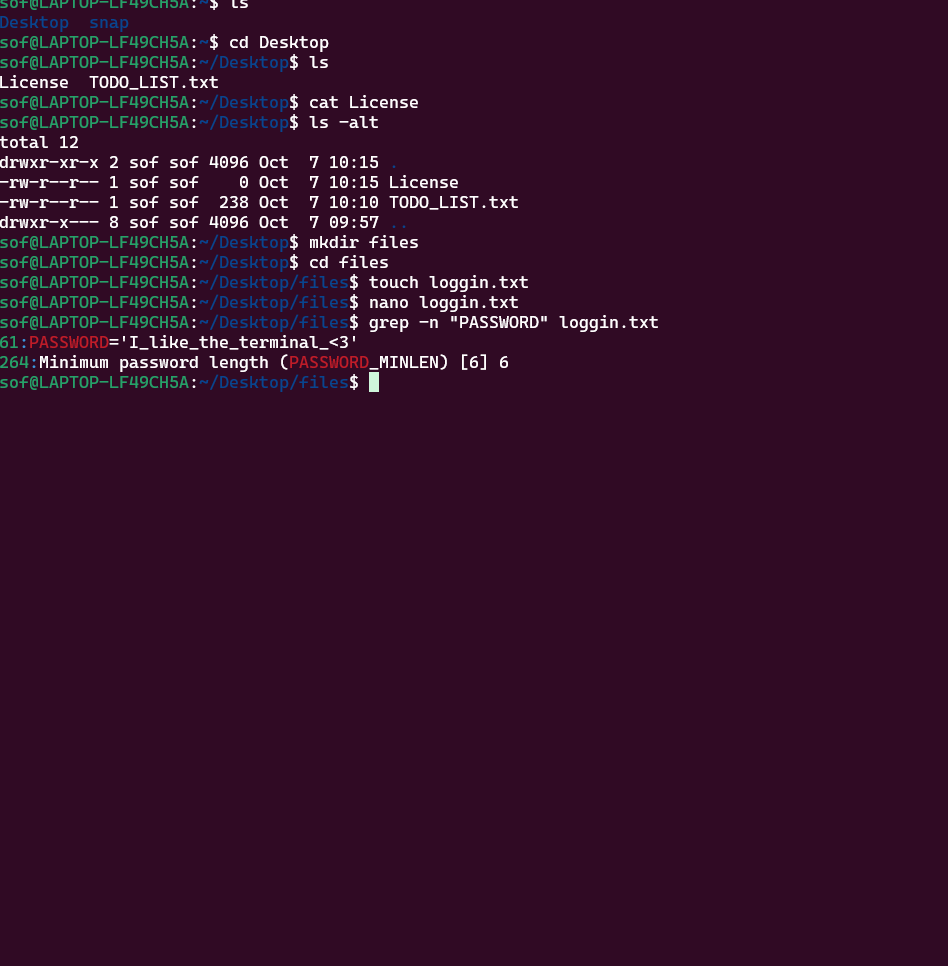 sof@LAPTOP-LF49CH5A:~$ ls
Desktop  snap
sof@LAPTOP-LF49CH5A:~$ cd Desktop
sof@LAPTOP-LF49CH5A:~/Desktop$ ls
License  TODO_LIST.txt
sof@LAPTOP-LF49CH5A:~/Desktop$ cat License
sof@LAPTOP-LF49CH5A:~/Desktop$ ls -alt
total 12
drwxr-xr-x 2 sof sof 4096 Oct  7 10:15 .
-rw-r--r-- 1 sof sof    0 Oct  7 10:15 License
-rw-r--r-- 1 sof sof  238 Oct  7 10:10 TODO_LIST.txt
drwxr-x--- 8 sof sof 4096 Oct  7 09:57 ..
sof@LAPTOP-LF49CH5A:~/Desktop$ mkdir files
sof@LAPTOP-LF49CH5A:~/Desktop$ cd files
sof@LAPTOP-LF49CH5A:~/Desktop/files$ touch loggin.txt
sof@LAPTOP-LF49CH5A:~/Desktop/files$ nano loggin.txt
sof@LAPTOP-LF49CH5A:~/Desktop/files$ grep -n "PASSWORD" loggin.txt
61:PASSWORD='I_like_the_terminal_<3'
264:Minimum password length (PASSWORD_MINLEN) [6] 6
sof@LAPTOP-LF49CH5A:~/Desktop/files$